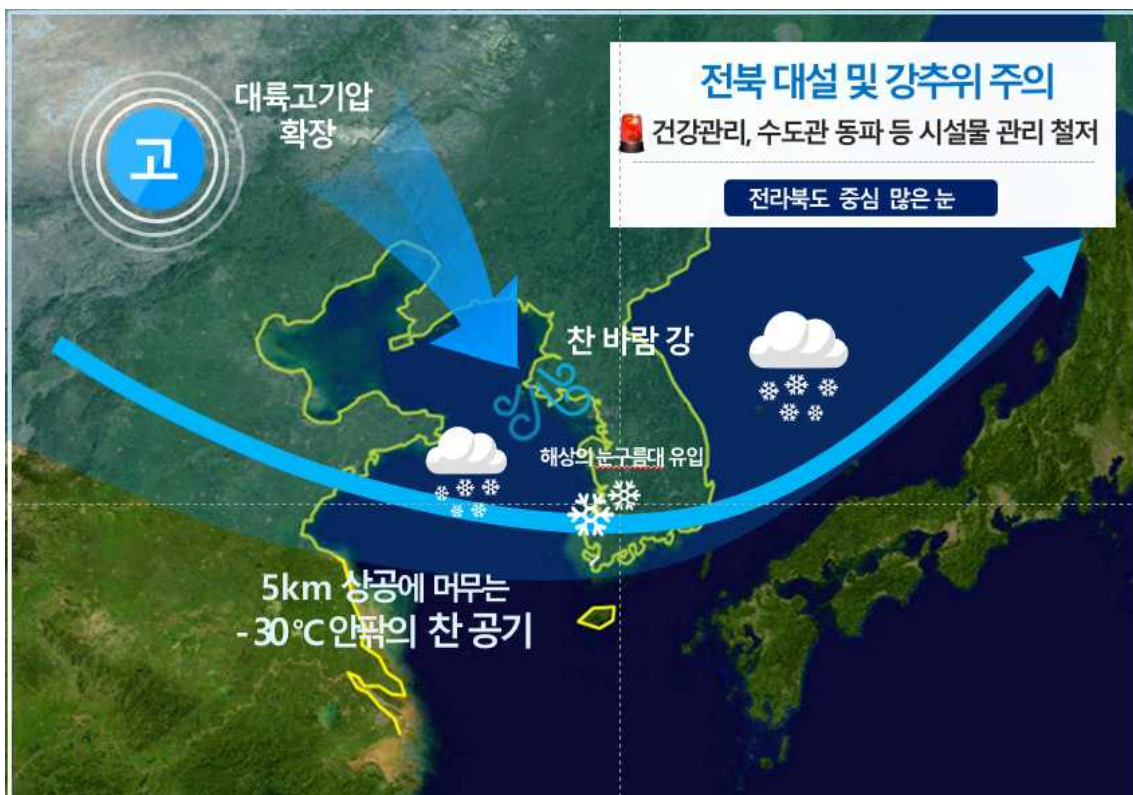 전북 대설 및 강추위 주의
건강관리, 수도관 동파 등 시설물 관리 철저
전라북도 중심 많은 눈
대륙고기압
확장
고
찬 바람 강
해상의 눈구름대 유입
5km 상공에 머무는
-30℃ 안팎의 찬 공기